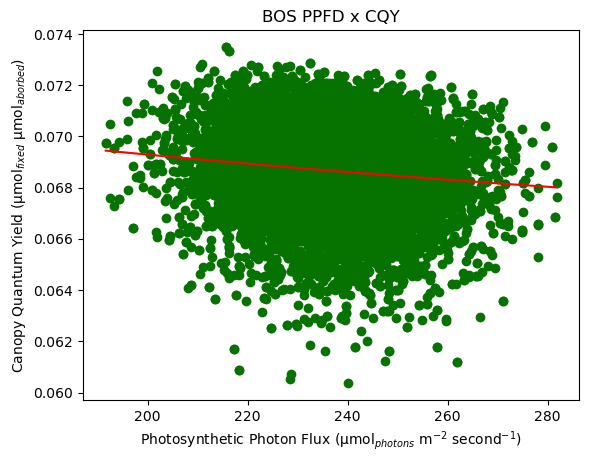 BOS PPFD x CQY
Canopy Quantum Yield (μmol_fixed μmol_aborbed)
0.074
0.072
0.070
0.068
0.066
0.064
0.062
0.060
200 220 240 260 280
Photosynthetic Photon Flux (μmol_photons m⁻² second⁻¹)